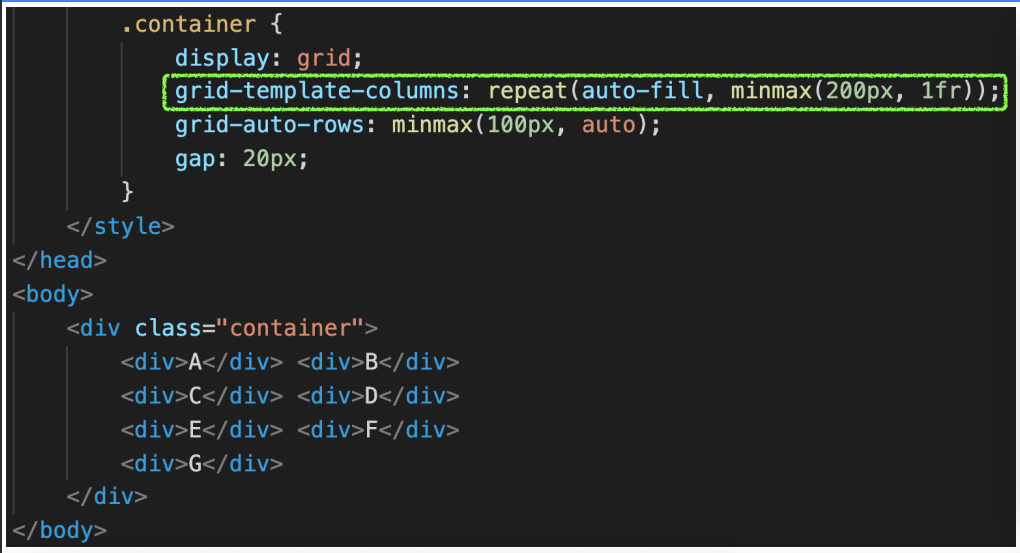 .container {
display: grid;
grid-template-columns: repeat(auto-fill, minmax(200px, 1fr));
grid-auto-rows: minmax(100px, auto);
gap: 20px;
}
</style>
</head>
<body>
<div class="container">
<div>A</div> <div>B</div>
<div>C</div> <div>D</div>
<div>E</div> <div>F</div>
<div>G</div>
</div>
</body>